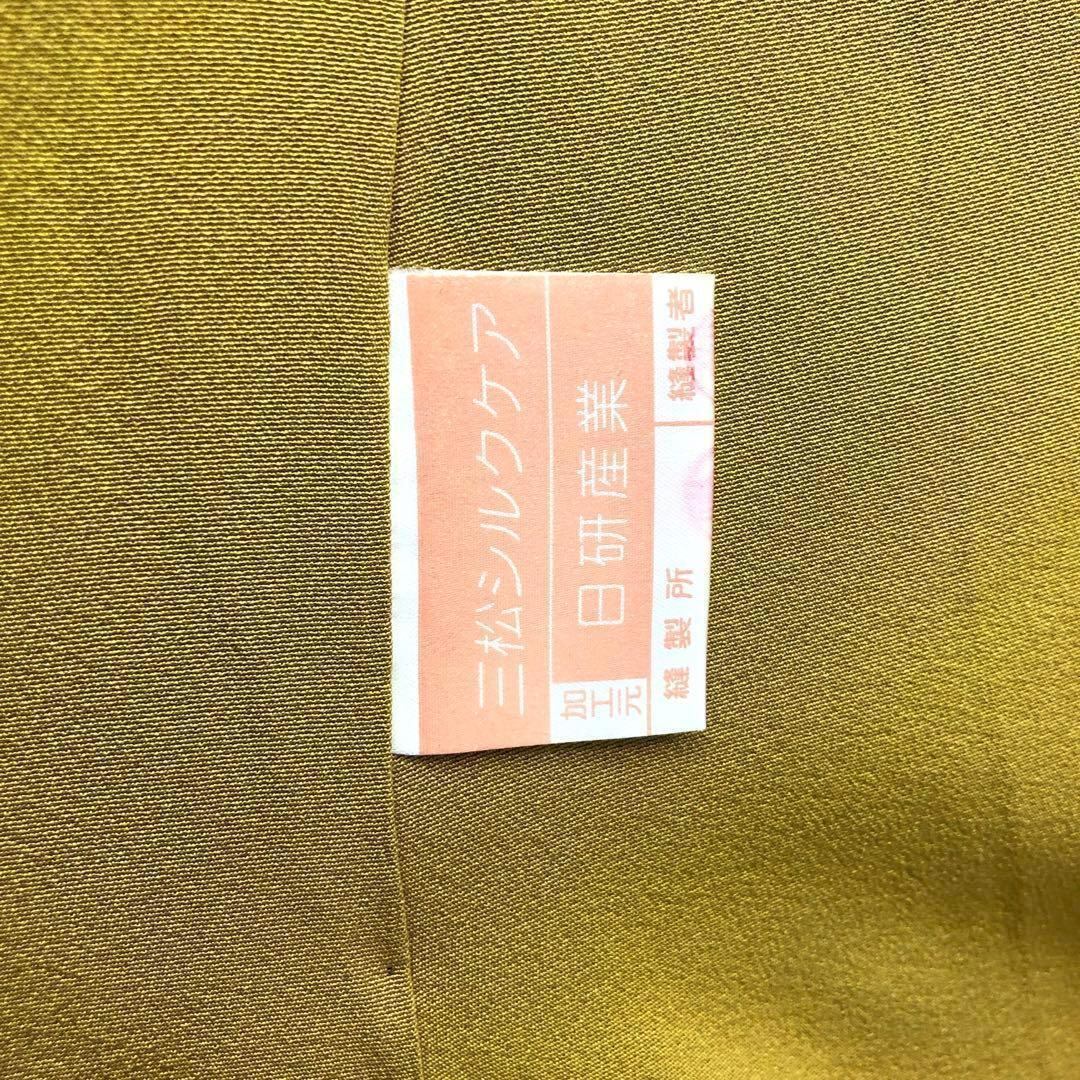 三松シルクケア
加工元 日研産業
縫製所 縫製者